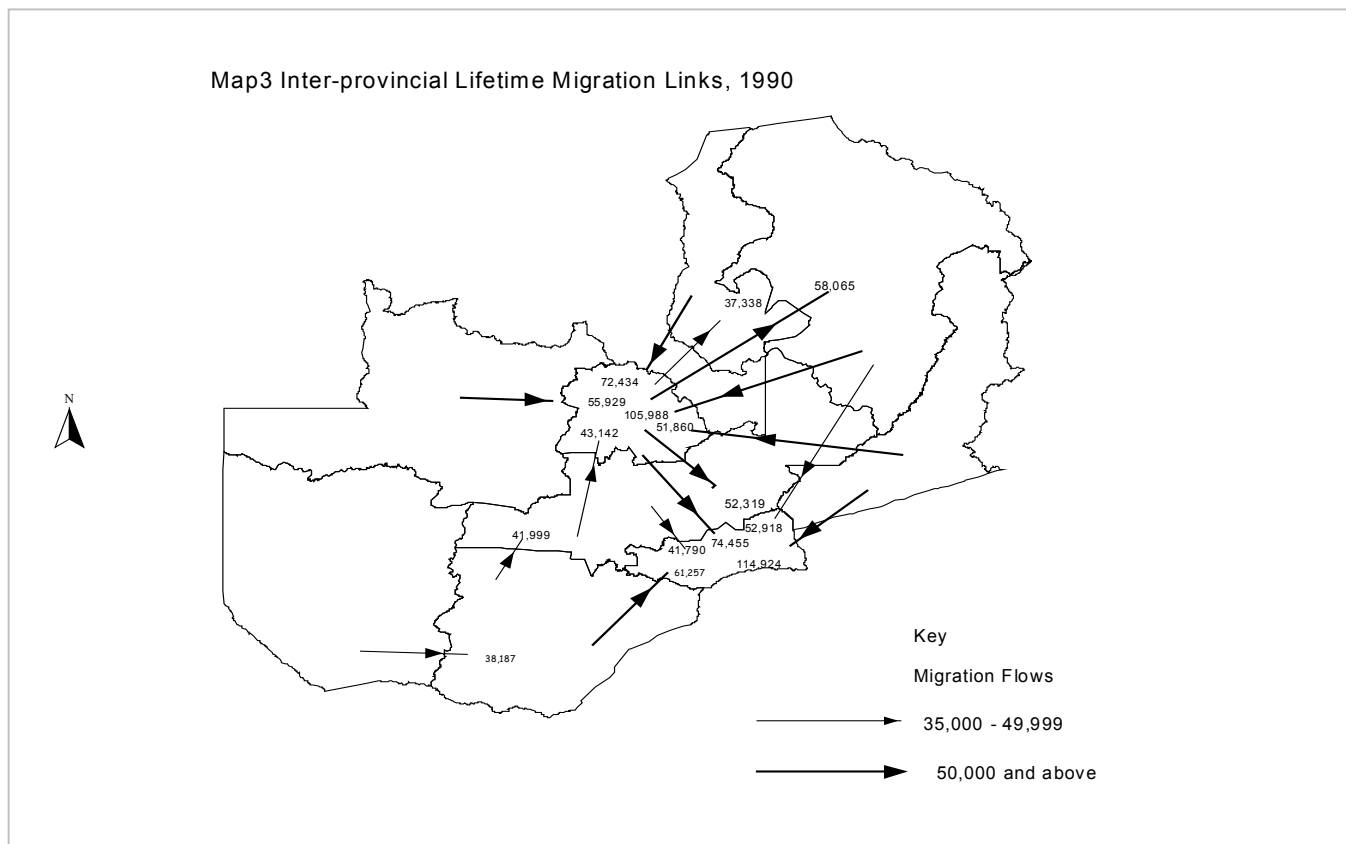 Map3 Inter-provincial Lifetime Migration Links, 1990
58,065
37,338
N
72,434
55,929
105,988
51,860
43,142
52,319
52,918
41,999
74,455
41,790
114,924
61,257
38,187
Key
Migration Flows
35,000 - 49,999
50,000 and above